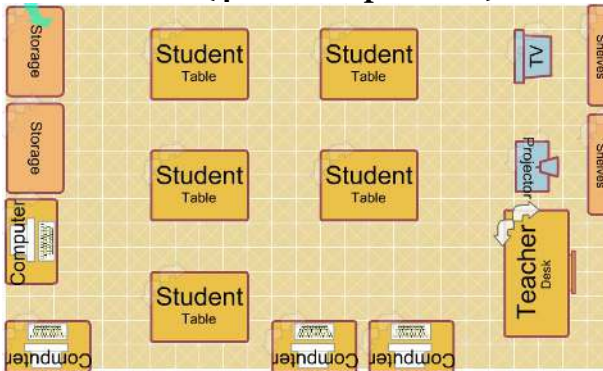 Storage
Student
Table
Student
Table
TV
Shelves
Storage
Student
Table
Student
Table
Projector
Shelves
Computer
Teacher
Desk
Student
Table
Computer
Computer
Computer